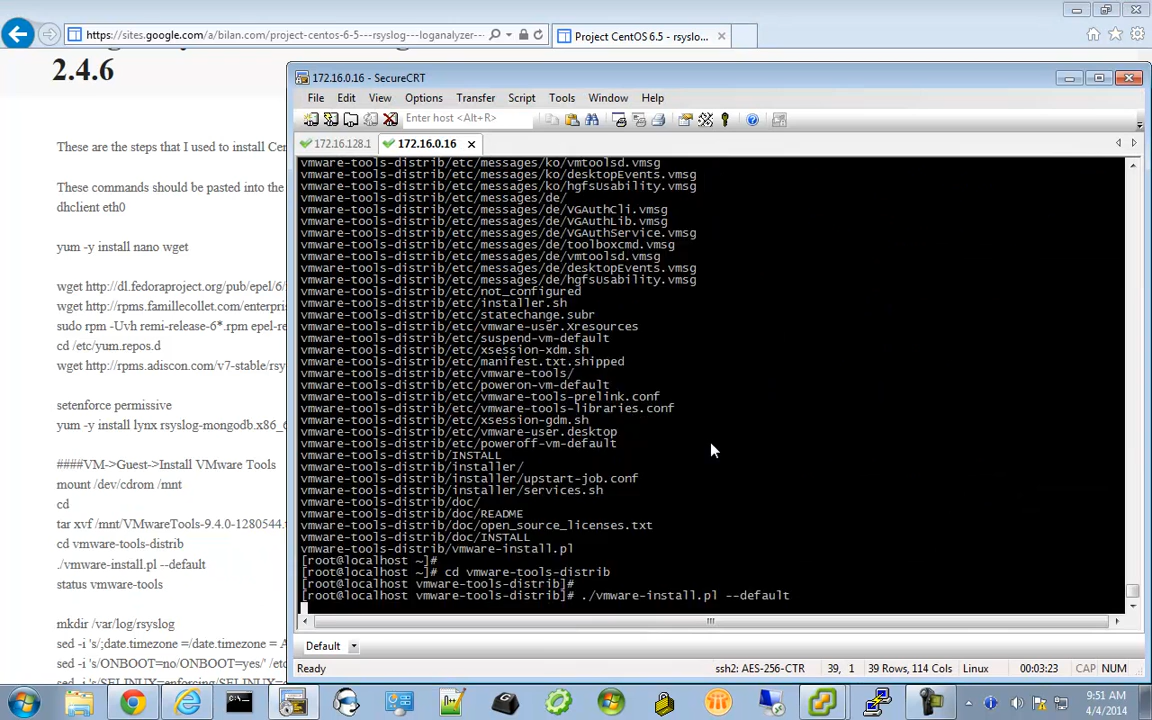 https://sites.google.com/a/bilan.com/project-centos-6-5---rsyslog---loganalyzer---
Project CentOS 6.5 - rsyslo...
2.4.6
These are the steps that I used to install Cen
These commands should be pasted into the
dhclient eth0
yum -y install nano wget
wget http://dl.fedoraproject.org/pub/epel/6/
wget http://rpms.famillecollet.com/enterpris
sudo rpm -Uvh remi-release-6*.rpm epel-re
cd /etc/yum.repos.d
wget http://rpms.adiscon.com/v7-stable/rsy
setenforce permissive
yum -y install lynx rsyslog-mongodb.x86_6
####VM->Guest->Install VMware Tools
mount /dev/cdrom /mnt
cd
tar xvf /mnt/VMwareTools-9.4.0-1280544.t
cd vmware-tools-distrib
./vmware-install.pl --default
status vmware-tools
mkdir /var/log/rsyslog
sed -i 's/;date.timezone =/date.timezone = A
sed -i 's/ONBOOT=no/ONBOOT=yes/' /etc
sed -i 's/SELINUX=enforcing/SELINUX=
172.16.0.16 - SecureCRT
File Edit View Options Transfer Script Tools Window Help
Enter host <Alt+R>
172.16.128.1
172.16.0.16
vmware-tools-distrib/etc/messages/ko/vmtoolsd.vmsg
vmware-tools-distrib/etc/messages/ko/desktopEvents.vmsg
vmware-tools-distrib/etc/messages/ko/hgfsUsability.vmsg
vmware-tools-distrib/etc/messages/de/
vmware-tools-distrib/etc/messages/de/VGAuthCli.vmsg
vmware-tools-distrib/etc/messages/de/VGAuthLib.vmsg
vmware-tools-distrib/etc/messages/de/VGAuthService.vmsg
vmware-tools-distrib/etc/messages/de/toolboxcmd.vmsg
vmware-tools-distrib/etc/messages/de/vmtoolsd.vmsg
vmware-tools-distrib/etc/messages/de/desktopEvents.vmsg
vmware-tools-distrib/etc/messages/de/hgfsUsability.vmsg
vmware-tools-distrib/etc/not_configured
vmware-tools-distrib/etc/installer.sh
vmware-tools-distrib/etc/statechange.subr
vmware-tools-distrib/etc/vmware-user.Xresources
vmware-tools-distrib/etc/suspend-vm-default
vmware-tools-distrib/etc/xsession-xdm.sh
vmware-tools-distrib/etc/manifest.txt.shipped
vmware-tools-distrib/etc/vmware-tools/
vmware-tools-distrib/etc/poweron-vm-default
vmware-tools-distrib/etc/vmware-tools-prelink.conf
vmware-tools-distrib/etc/vmware-tools-libraries.conf
vmware-tools-distrib/etc/xsession-gdm.sh
vmware-tools-distrib/etc/vmware-user.desktop
vmware-tools-distrib/etc/poweroff-vm-default
vmware-tools-distrib/INSTALL
vmware-tools-distrib/installer/
vmware-tools-distrib/installer/upstart-job.conf
vmware-tools-distrib/installer/services.sh
vmware-tools-distrib/doc/
vmware-tools-distrib/doc/README
vmware-tools-distrib/doc/open_source_licenses.txt
vmware-tools-distrib/doc/INSTALL
vmware-tools-distrib/vmware-install.pl
[root@localhost ~]#
[root@localhost ~]# cd vmware-tools-distrib
[root@localhost vmware-tools-distrib]#
[root@localhost vmware-tools-distrib]# ./vmware-install.pl --default
Default
Ready ssh2: AES-256-CTR 39, 1 39 Rows, 114 Cols Linux 00:03:23 CAP NUM
9:51 AM
4/4/2014